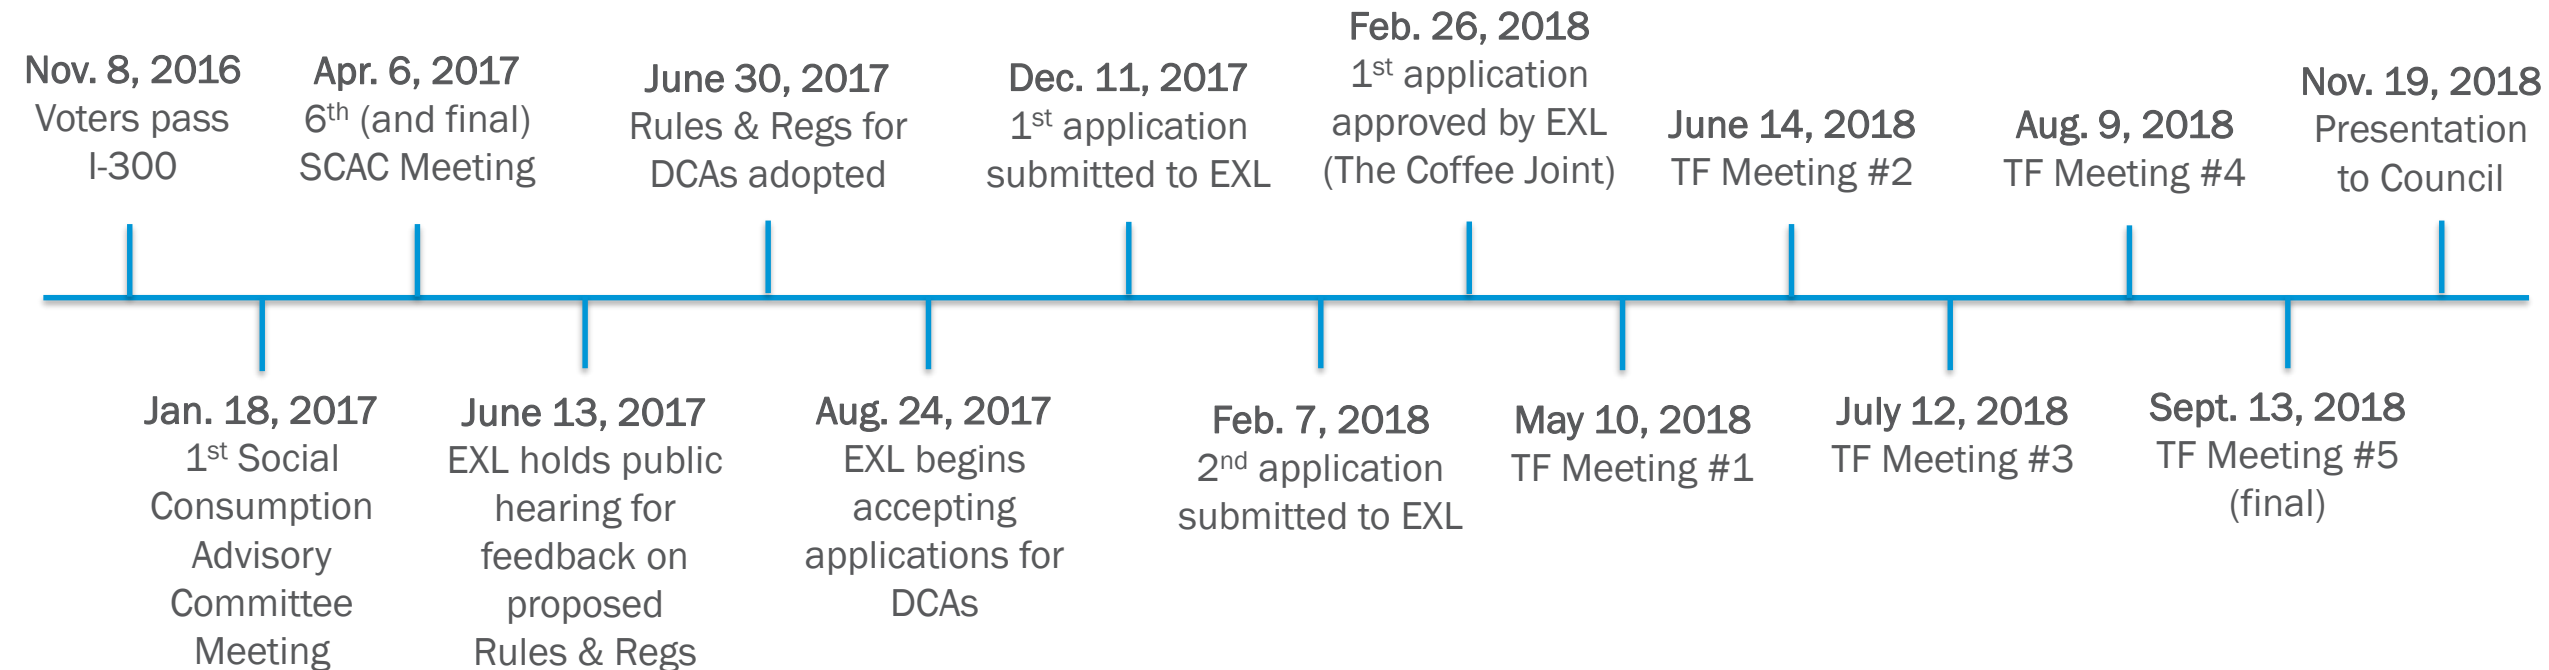 Nov. 8, 2016
Voters pass
I-300
Jan. 18, 2017
1st Social
Consumption
Advisory
Committee
Meeting
Apr. 6, 2017
6th (and final)
SCAC Meeting
June 13, 2017
EXL holds public
hearing for
feedback on
proposed
Rules & Regs
June 30, 2017
Rules & Regs for
DCAs adopted
Aug. 24, 2017
EXL begins
accepting
applications for
DCAs
Dec. 11, 2017
1st application
submitted to EXL
Feb. 7, 2018
2nd application
submitted to EXL
Feb. 26, 2018
1st application
approved by EXL
(The Coffee Joint)
May 10, 2018
TF Meeting #1
June 14, 2018
TF Meeting #2
July 12, 2018
TF Meeting #3
Aug. 9, 2018
TF Meeting #4
Sept. 13, 2018
TF Meeting #5
(final)
Nov. 19, 2018
Presentation
to Council